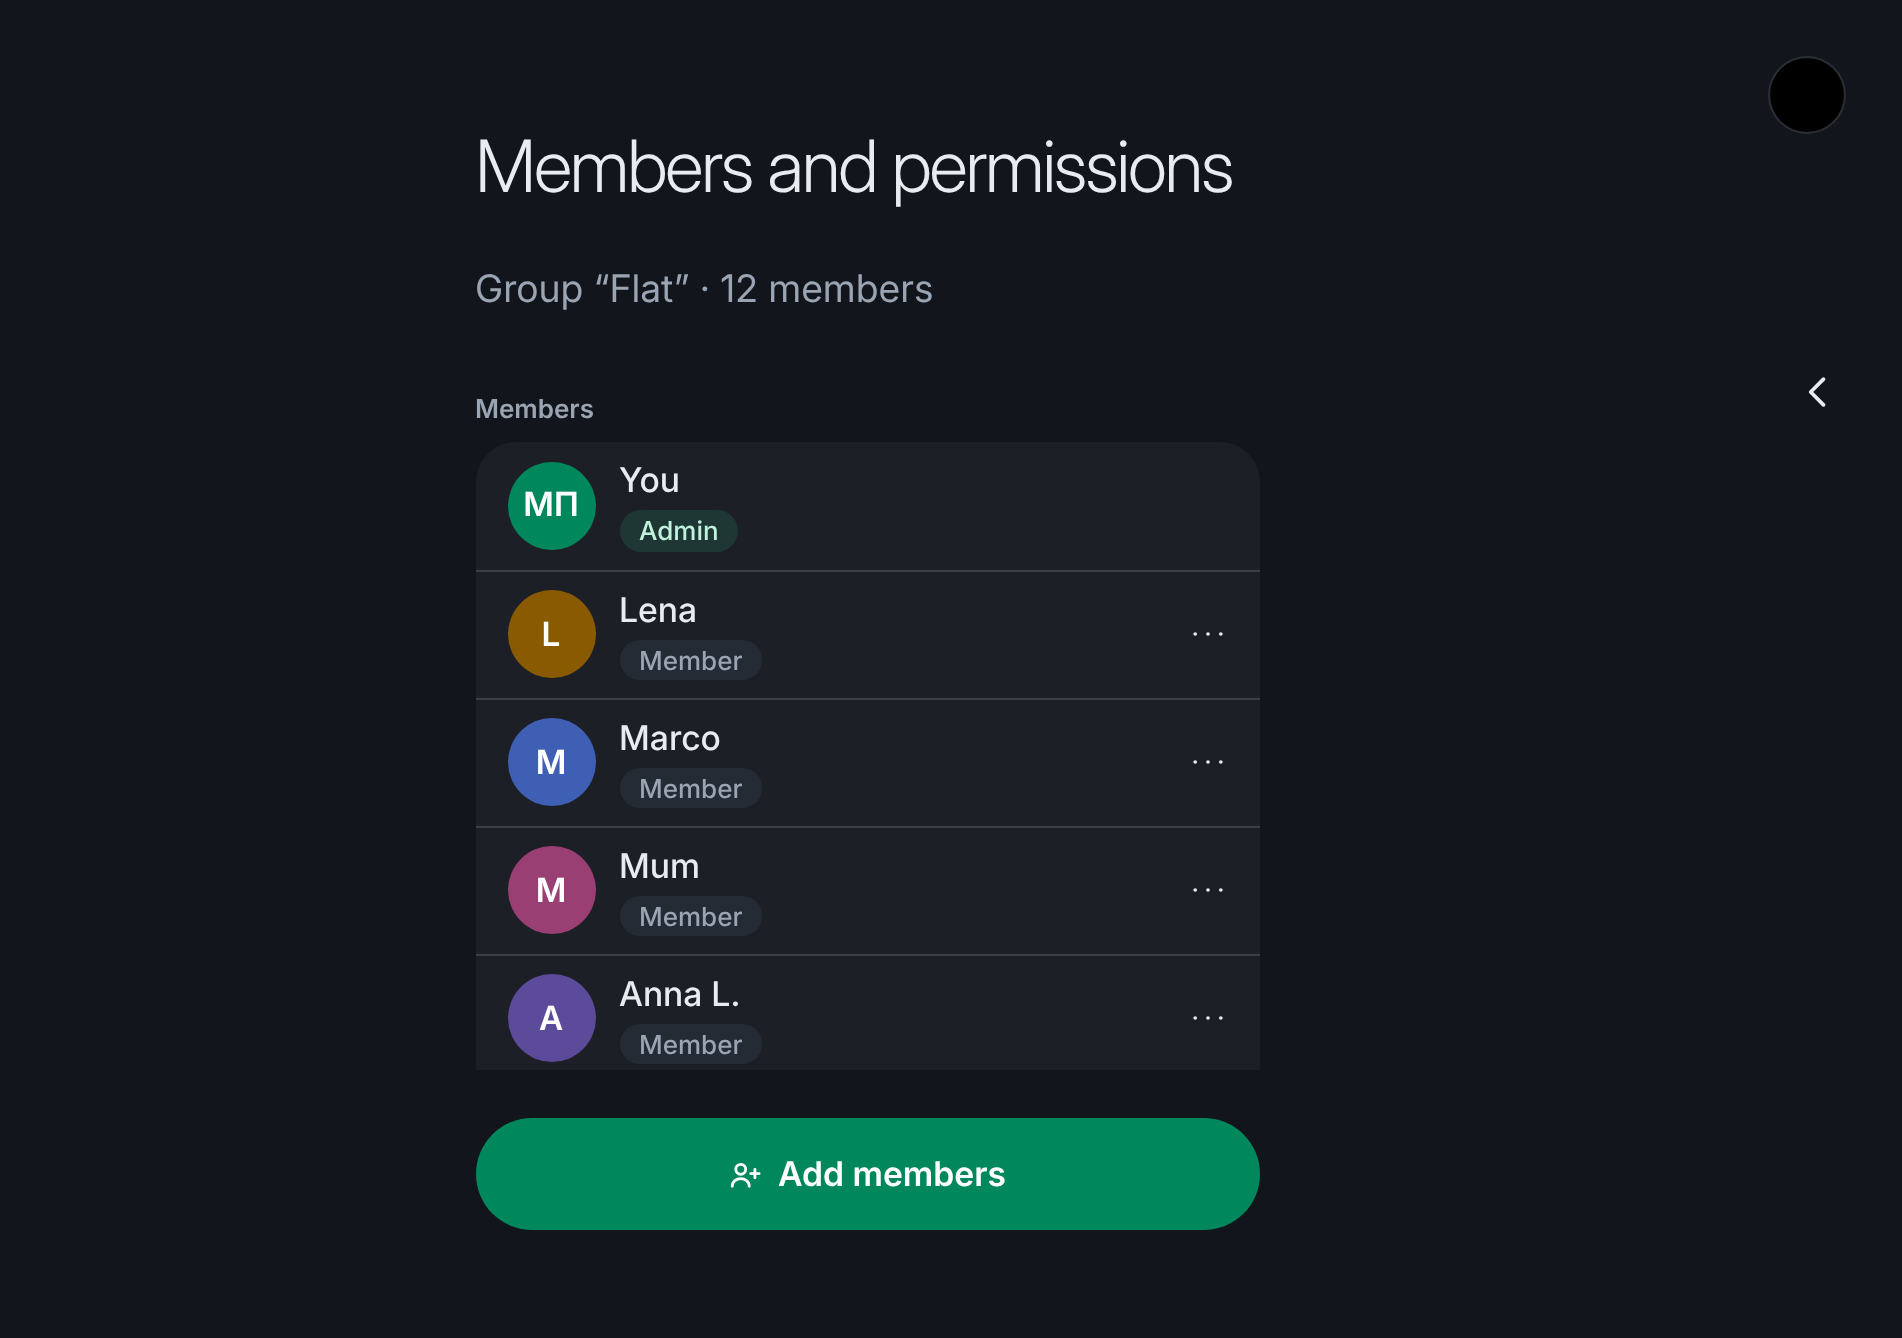 Members and permissions
Group “Flat” · 12 members
Members
МП
You
Admin
L
Lena
Member
M
Marco
Member
M
Mum
Member
A
Anna L.
Member
Add members